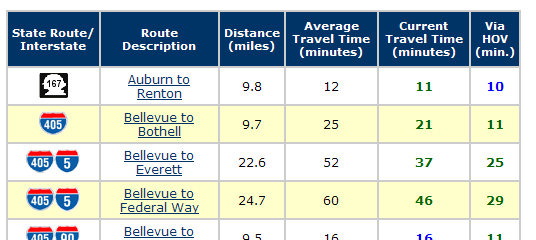 State Route/ Interstate Route Description Distance (miles) Average Travel Time (minutes) Current Travel Time (minutes) Via HOV (min.)
167 Auburn to Renton 9.8 12 11 10
405 Bellevue to Bothell 9.7 25 21 11
405 5 Bellevue to Everett 22.6 52 37 25
405 5 Bellevue to Federal Way 24.7 60 46 29
405 90 Bellevue to 9.5 16 16 11